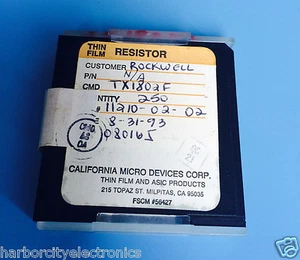 THIN FILM RESISTOR
CUSTOMER ROCKWELL
P/N N/A
CMD TX1802F
NTITY 250
11210-02-02
8-31-93
080165
CALIFORNIA MICRO DEVICES CORP.
THIN FILM AND ASIC PRODUCTS
215 TOPAZ ST. MILPITAS, CA 95035
FSCM #56427
harborcityelectronics